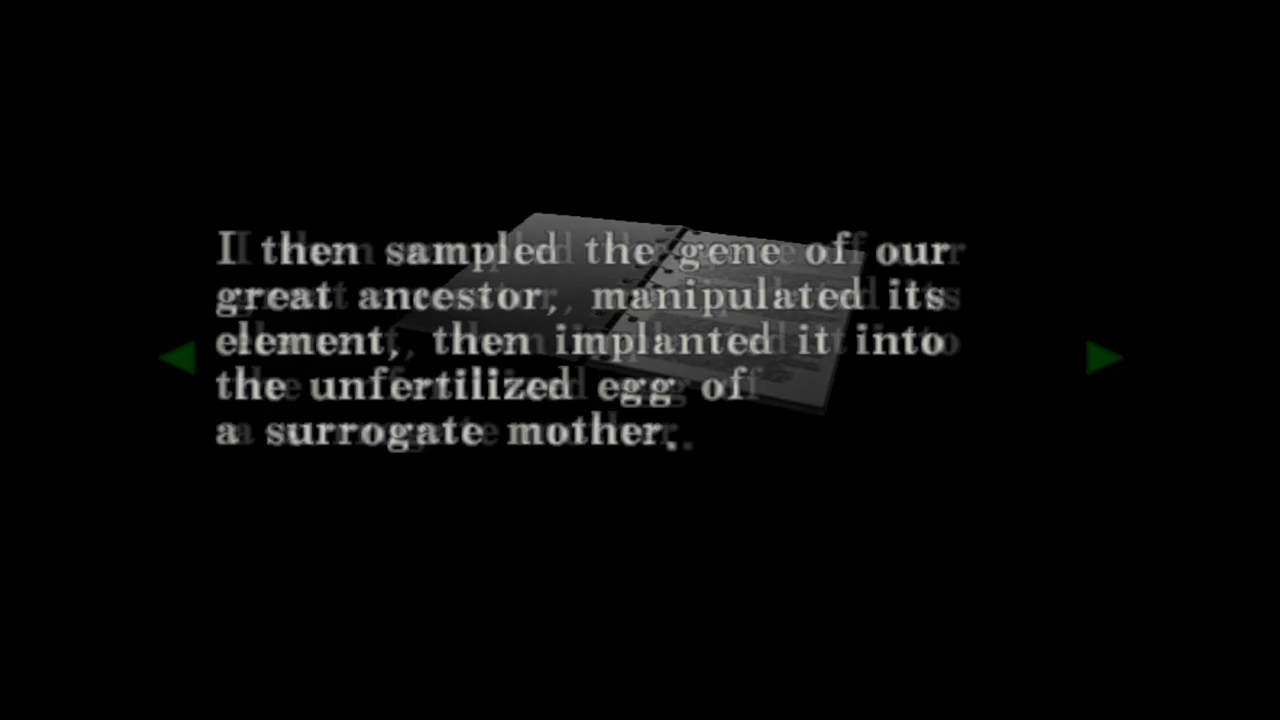 I then sampled the gene of our
great ancestor, manipulated its
element, then implanted it into
the unfertilized egg of
a surrogate mother.